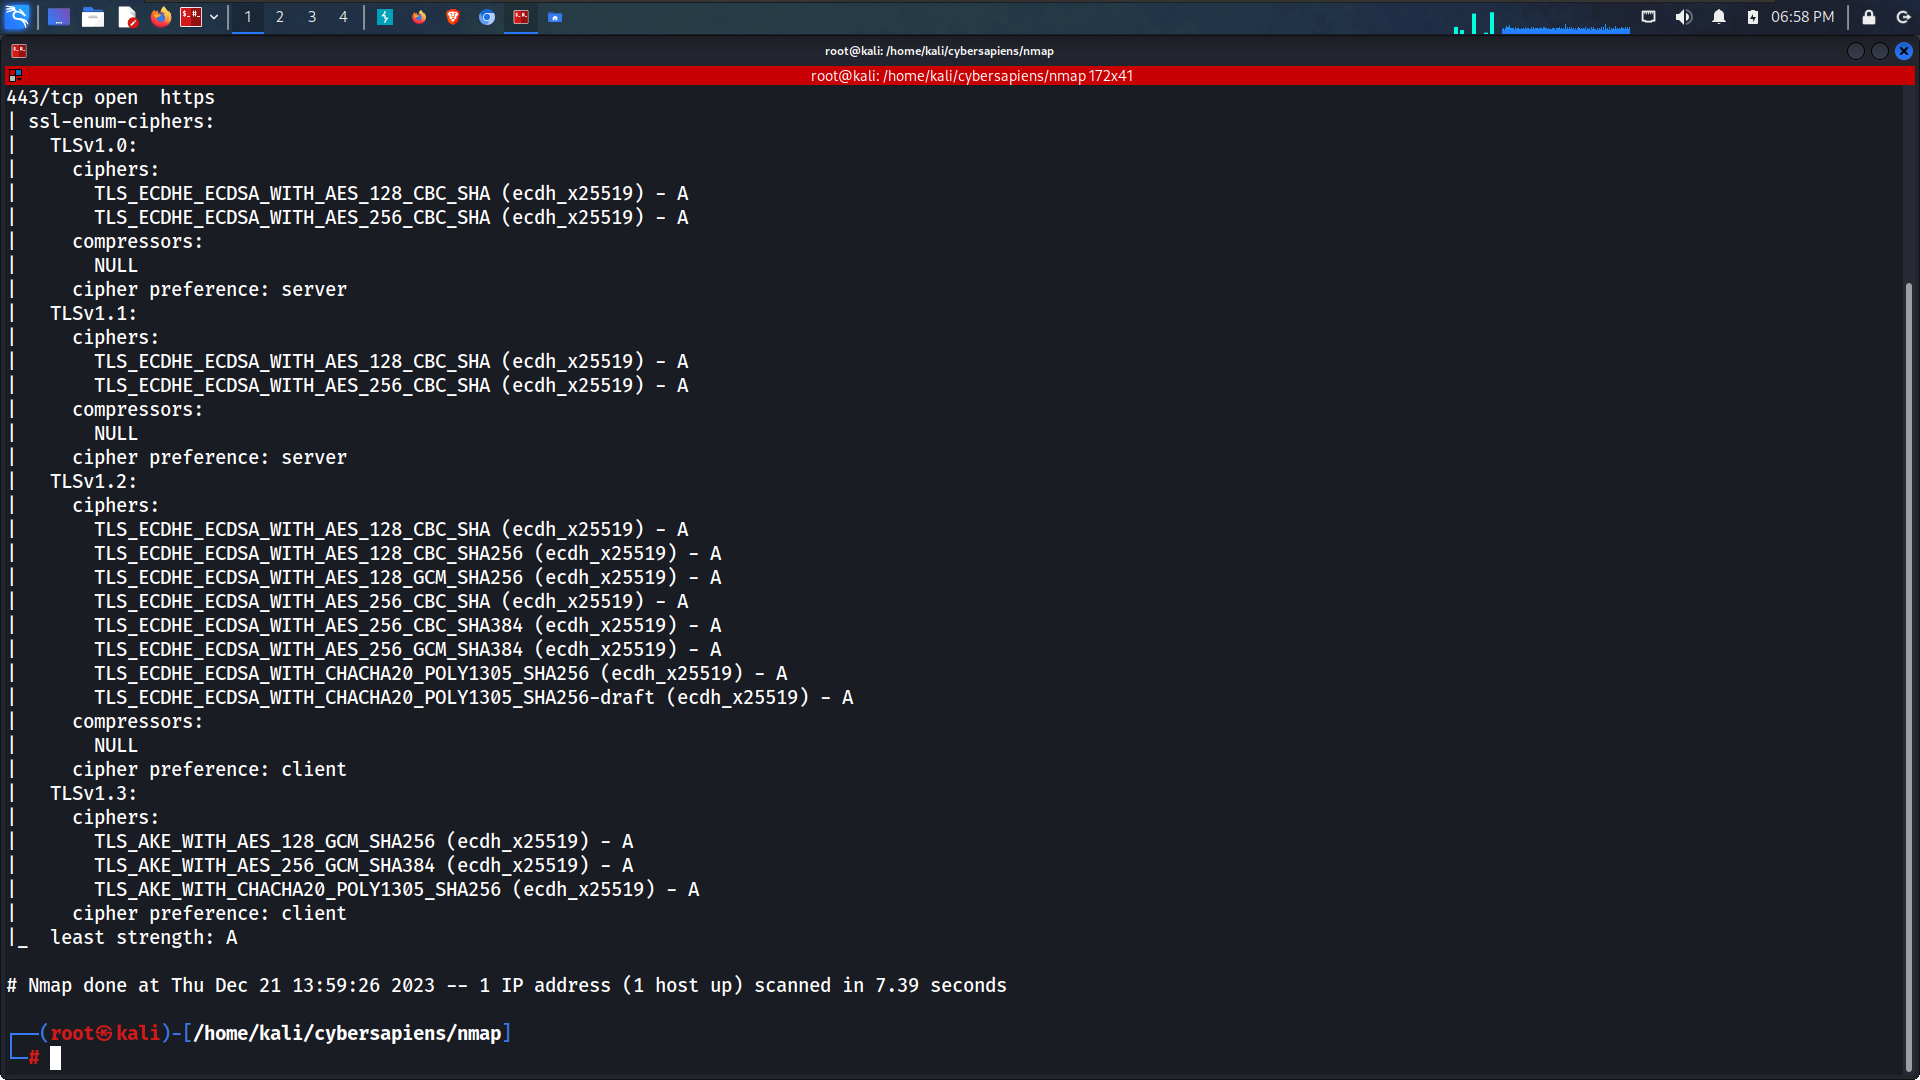 1 2 3 4 06:58 PM
root@kali: /home/kali/cybersapiens/nmap
root@kali: /home/kali/cybersapiens/nmap 172x41
443/tcp open  https
| ssl-enum-ciphers:
|   TLSv1.0:
|     ciphers:
|       TLS_ECDHE_ECDSA_WITH_AES_128_CBC_SHA (ecdh_x25519) - A
|       TLS_ECDHE_ECDSA_WITH_AES_256_CBC_SHA (ecdh_x25519) - A
|     compressors:
|       NULL
|     cipher preference: server
|   TLSv1.1:
|     ciphers:
|       TLS_ECDHE_ECDSA_WITH_AES_128_CBC_SHA (ecdh_x25519) - A
|       TLS_ECDHE_ECDSA_WITH_AES_256_CBC_SHA (ecdh_x25519) - A
|     compressors:
|       NULL
|     cipher preference: server
|   TLSv1.2:
|     ciphers:
|       TLS_ECDHE_ECDSA_WITH_AES_128_CBC_SHA (ecdh_x25519) - A
|       TLS_ECDHE_ECDSA_WITH_AES_128_CBC_SHA256 (ecdh_x25519) - A
|       TLS_ECDHE_ECDSA_WITH_AES_128_GCM_SHA256 (ecdh_x25519) - A
|       TLS_ECDHE_ECDSA_WITH_AES_256_CBC_SHA (ecdh_x25519) - A
|       TLS_ECDHE_ECDSA_WITH_AES_256_CBC_SHA384 (ecdh_x25519) - A
|       TLS_ECDHE_ECDSA_WITH_AES_256_GCM_SHA384 (ecdh_x25519) - A
|       TLS_ECDHE_ECDSA_WITH_CHACHA20_POLY1305_SHA256 (ecdh_x25519) - A
|       TLS_ECDHE_ECDSA_WITH_CHACHA20_POLY1305_SHA256-draft (ecdh_x25519) - A
|     compressors:
|       NULL
|     cipher preference: client
|   TLSv1.3:
|     ciphers:
|       TLS_AKE_WITH_AES_128_GCM_SHA256 (ecdh_x25519) - A
|       TLS_AKE_WITH_AES_256_GCM_SHA384 (ecdh_x25519) - A
|       TLS_AKE_WITH_CHACHA20_POLY1305_SHA256 (ecdh_x25519) - A
|     cipher preference: client
|_  least strength: A
# Nmap done at Thu Dec 21 13:59:26 2023 -- 1 IP address (1 host up) scanned in 7.39 seconds
┌──(root㉿kali)-[/home/kali/cybersapiens/nmap]
└─#